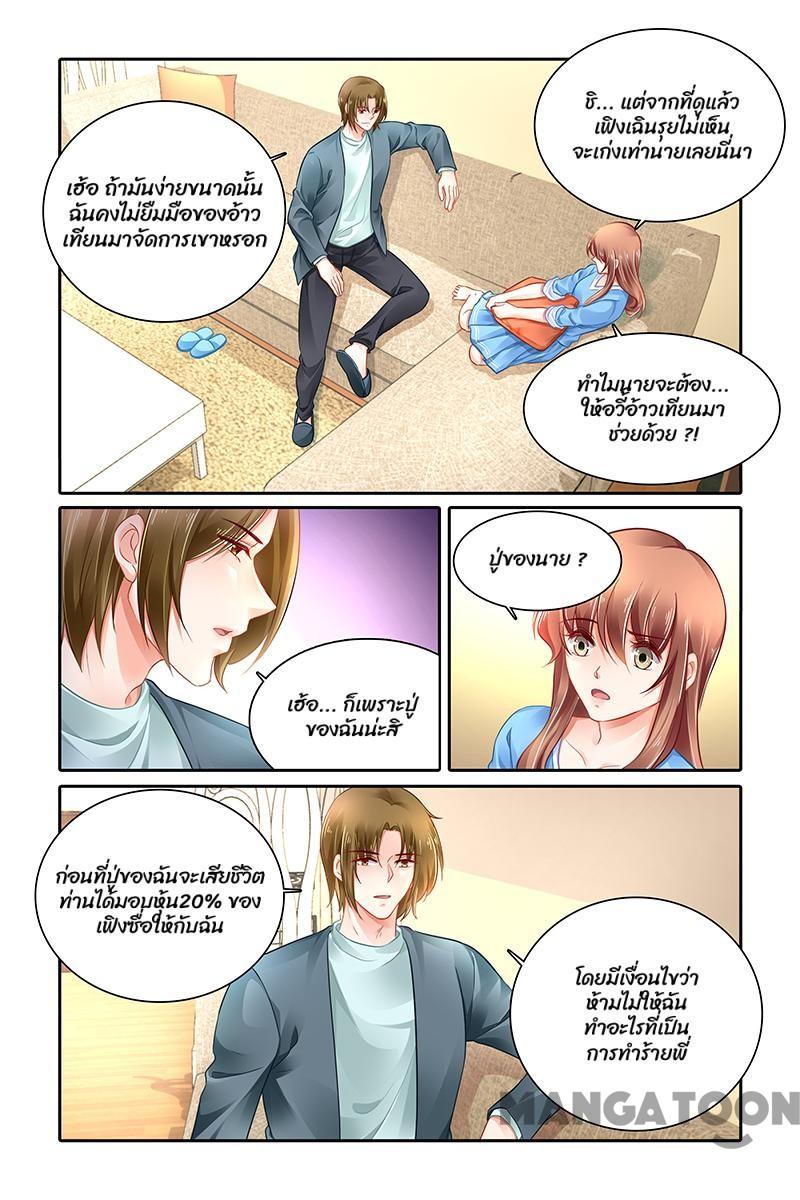 ชิ... แต่จากที่ดูแล้ว
เฟิงเฉินรุยไม่เห็น
จะเก่งเท่านายเลยนี่นา
เฮ้อ ถ้ามันง่ายขนาดนั้น
ฉันคงไม่ยืมมือของอ้าว
เทียนมาจัดการเขาหรอก
ทำไมนายจะต้อง...
ให้อวี้อ้าวเทียนมา
ช่วยด้วย ?!
เฮ้อ... ก็เพราะปู่
ของฉันน่ะสิ
ปู่ของนาย ?
ก่อนที่ปู่ของฉันจะเสียชีวิต
ท่านได้มอบหุ้น20% ของ
เฟิงซื่อให้กับฉัน
โดยมีเงื่อนไขว่า
ห้ามไม่ให้ฉัน
ทำอะไรที่เป็น
การทำร้ายพี่
MANGATOON